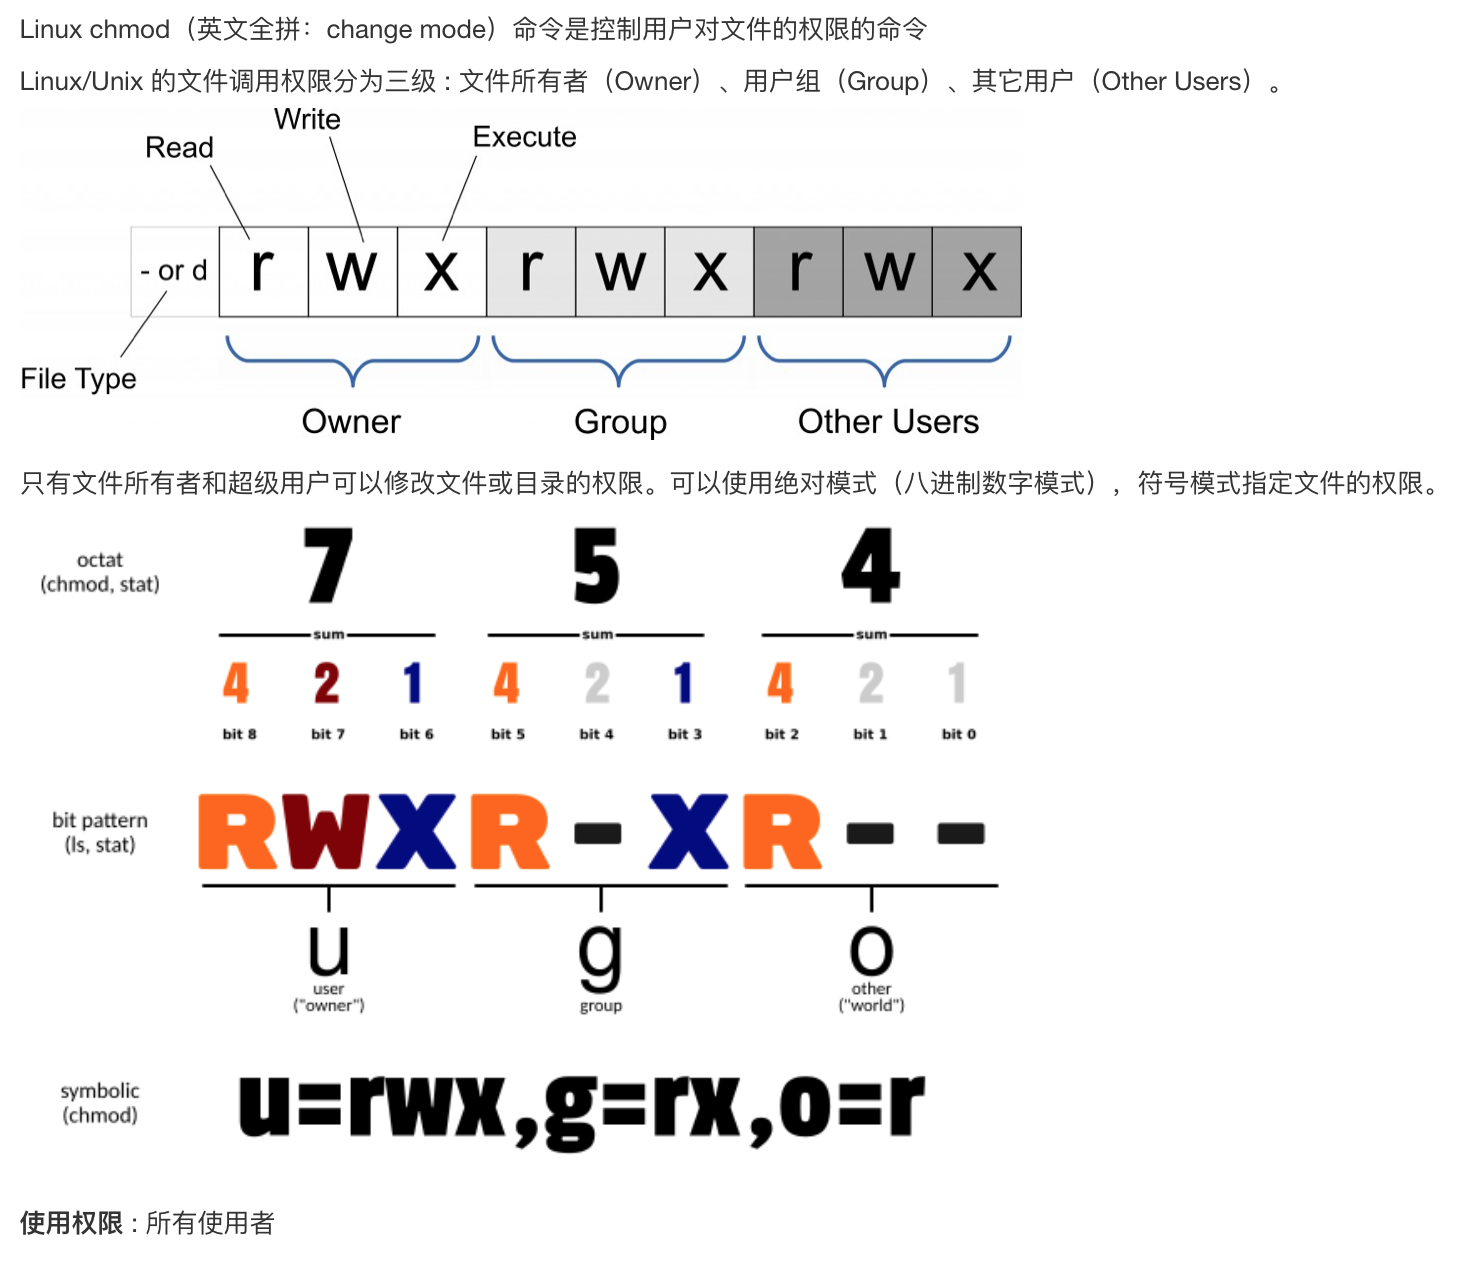 Linux chmod（英文全拼：change mode）命令是控制用户对文件的权限的命令
Linux/Unix 的文件调用权限分为三级 : 文件所有者（Owner）、用户组（Group）、其它用户（Other Users）。
Write
Read
Execute
- or d r w x r w x r w x
File Type
Owner Group Other Users
只有文件所有者和超级用户可以修改文件或目录的权限。可以使用绝对模式（八进制数字模式），符号模式指定文件的权限。
octat
(chmod, stat)
7 5 4
sum sum sum
4 2 1 4 2 1 4 2 1
bit 8 bit 7 bit 6 bit 5 bit 4 bit 3 bit 2 bit 1 bit 0
bit pattern
(ls, stat)
RWXR-XR--
u g o
user
("owner")
group
other
("world")
symbolic
(chmod)
u=rwx,g=rx,o=r
使用权限 : 所有使用者